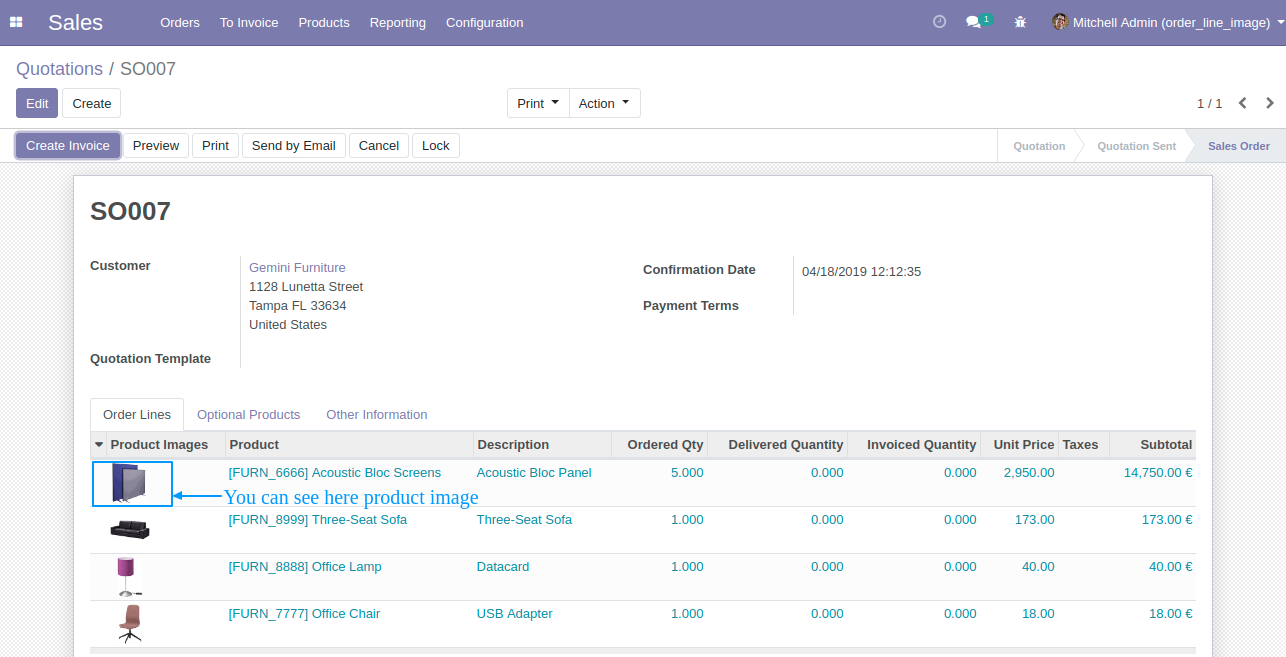 Sales Orders To Invoice Products Reporting Configuration 1 Mitchell Admin (order_line_image)
Quotations / SO007
Edit Create Print Action 1 / 1
Create Invoice Preview Print Send by Email Cancel Lock Quotation Quotation Sent Sales Order
SO007
Customer
Gemini Furniture
1128 Lunetta Street
Tampa FL 33634
United States
Quotation Template
Confirmation Date 04/18/2019 12:12:35
Payment Terms
Order Lines Optional Products Other Information
Product Images Product Description Ordered Qty Delivered Quantity Invoiced Quantity Unit Price Taxes Subtotal
[FURN_6666] Acoustic Bloc Screens Acoustic Bloc Panel 5.000 0.000 0.000 2,950.00 14,750.00 €
You can see here product image
[FURN_8999] Three-Seat Sofa Three-Seat Sofa 1.000 0.000 0.000 173.00 173.00 €
[FURN_8888] Office Lamp Datacard 1.000 0.000 0.000 40.00 40.00 €
[FURN_7777] Office Chair USB Adapter 1.000 0.000 0.000 18.00 18.00 €